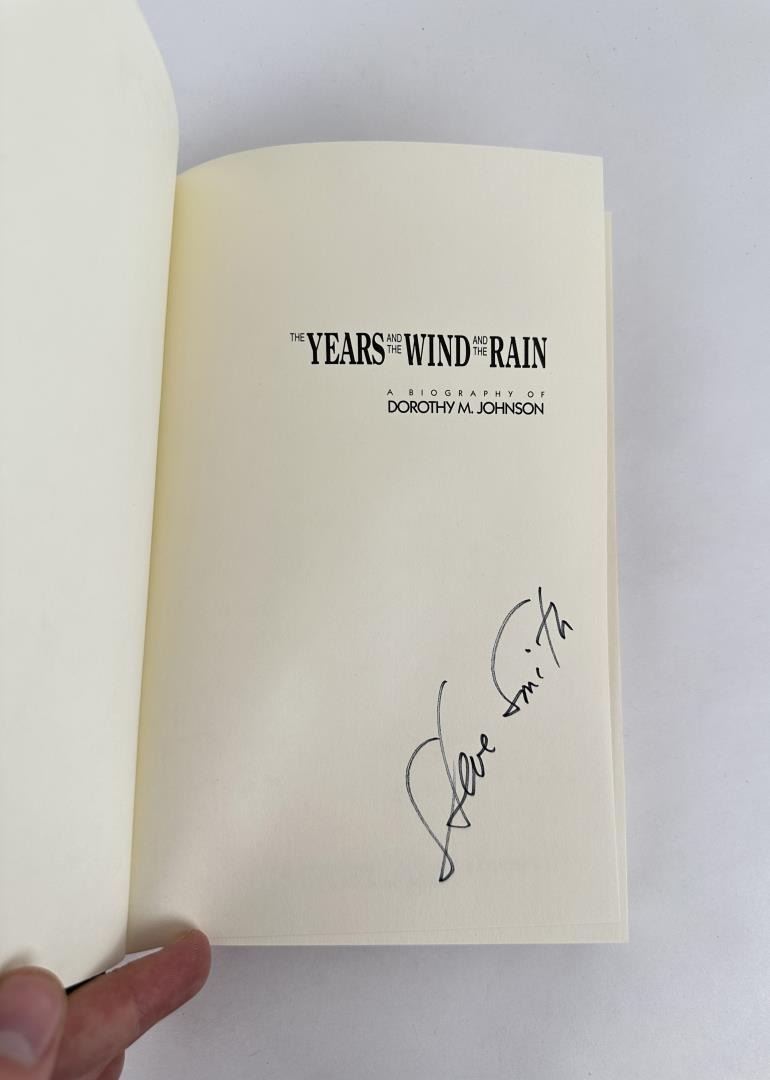 THE YEARS AND THE WIND AND THE RAIN
A BIOGRAPHY OF
DOROTHY M. JOHNSON
Steve Smith